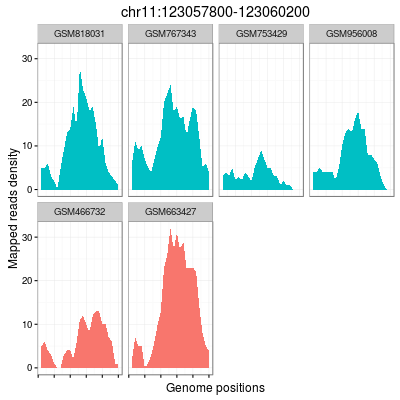 chr11:123057800-123060200
GSM818031 GSM767343 GSM753429 GSM956008
30
20
10
0
GSM466732 GSM663427
30
20
10
0
Mapped reads density
Genome positions